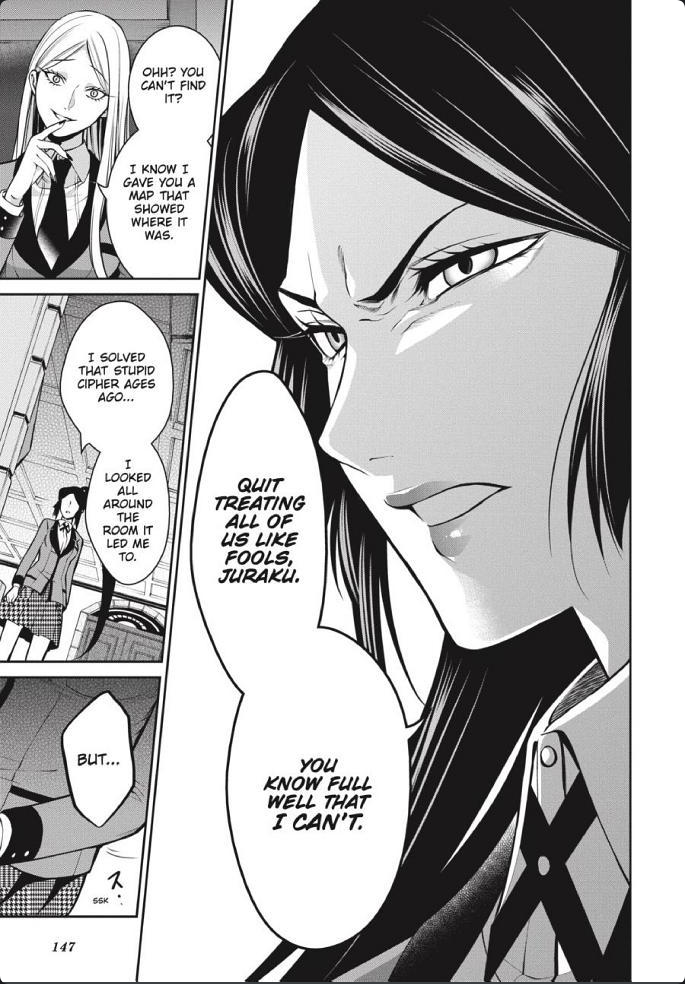 QUIT
TREATING
ALL OF
US LIKE
FOOLS,
JURAKU.
YOU
KNOW FULL
WELL THAT
I CAN'T.
OHH? YOU
CAN'T FIND
IT?
I KNOW I
GAVE YOU A
MAP THAT
SHOWED
WHERE IT
WAS.
I SOLVED
THAT STUPID
CIPHER AGES
AGO...
I
LOOKED
ALL
AROUND
THE
ROOM IT
LED ME
TO.
BUT...
ス
SSK
147